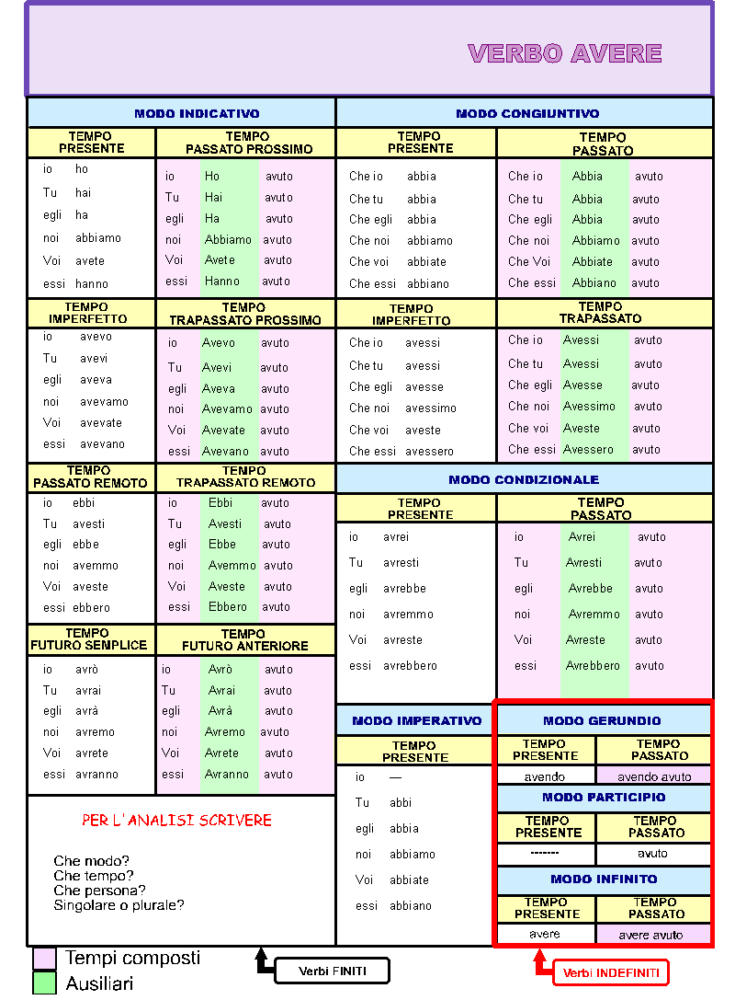 VERBO AVERE
MODO INDICATIVO
TEMPO
PRESENTE
io ho
Tu hai
egli ha
noi abbiamo
Voi avete
essi hanno
TEMPO
PASSATO PROSSIMO
io Ho avuto
Tu Hai avuto
egli Ha avuto
noi Abbiamo avuto
Voi Avete avuto
essi Hanno avuto
TEMPO
IMPERFETTO
io avevo
Tu avevi
egli aveva
noi avevamo
Voi avevate
essi avevano
TEMPO
TRAPASSATO PROSSIMO
io Avevo avuto
Tu Avevi avuto
egli Aveva avuto
noi Avevamo avuto
Voi Avevate avuto
essi Avevano avuto
TEMPO
PASSATO REMOTO
io ebbi
Tu avesti
egli ebbe
noi avemmo
Voi aveste
essi ebbero
TEMPO
TRAPASSATO REMOTO
io Ebbi avuto
Tu Avesti avuto
egli Ebbe avuto
noi Avemmo avuto
Voi Aveste avuto
essi Ebbero avuto
TEMPO
FUTURO SEMPLICE
io avrò
Tu avrai
egli avrà
noi avremo
Voi avrete
essi avranno
TEMPO
FUTURO ANTERIORE
io Avrò avuto
Tu Avrai avuto
egli Avrà avuto
noi Avremo avuto
Voi Avrete avuto
essi Avranno avuto
MODO CONGIUNTIVO
TEMPO
PRESENTE
Che io abbia
Che tu abbia
Che egli abbia
Che noi abbiamo
Che voi abbiate
Che essi abbiano
TEMPO
PASSATO
Che io Abbia avuto
Che tu Abbia avuto
Che egli Abbia avuto
Che noi Abbiamo avuto
Che Voi Abbiate avuto
Che essi Abbiano avuto
TEMPO
IMPERFETTO
Che io avessi
Che tu avessi
Che egli avesse
Che noi avessimo
Che voi aveste
Che essi avessero
TEMPO
TRAPASSATO
Che io Avessi avuto
Che tu Avessi avuto
Che egli Avesse avuto
Che noi Avessimo avuto
Che voi Aveste avuto
Che essi Avessero avuto
MODO CONDIZIONALE
TEMPO
PRESENTE
io avrei
Tu avresti
egli avrebbe
noi avremmo
Voi avreste
essi avrebbero
TEMPO
PASSATO
io Avrei avuto
Tu Avresti avuto
egli Avrebbe avuto
noi Avremmo avuto
Voi Avreste avuto
essi Avrebbero avuto
MODO IMPERATIVO
TEMPO
PRESENTE
io —
Tu abbi
egli abbia
noi abbiamo
Voi abbiate
essi abbiano
MODO GERUNDIO
TEMPO
PRESENTE
avendo
TEMPO
PASSATO
avendo avuto
MODO PARTICIPIO
TEMPO
PRESENTE
-------
TEMPO
PASSATO
avuto
MODO INFINITO
TEMPO
PRESENTE
avere
TEMPO
PASSATO
avere avuto
PER L'ANALISI SCRIVERE
Che modo?
Che tempo?
Che persona?
Singolare o plurale?
Tempi composti
Ausiliari
Verbi FINITI
Verbi INDEFINITI